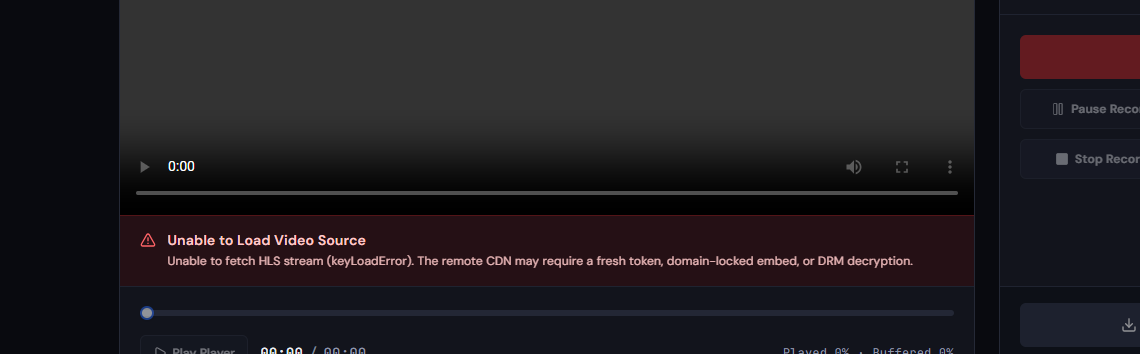 0:00
Pause Reco
Stop Recor
Unable to Load Video Source
Unable to fetch HLS stream (keyLoadError). The remote CDN may require a fresh token, domain-locked embed, or DRM decryption.
Play Player
00:00 / 00:00
Played 0% · Buffered 0%